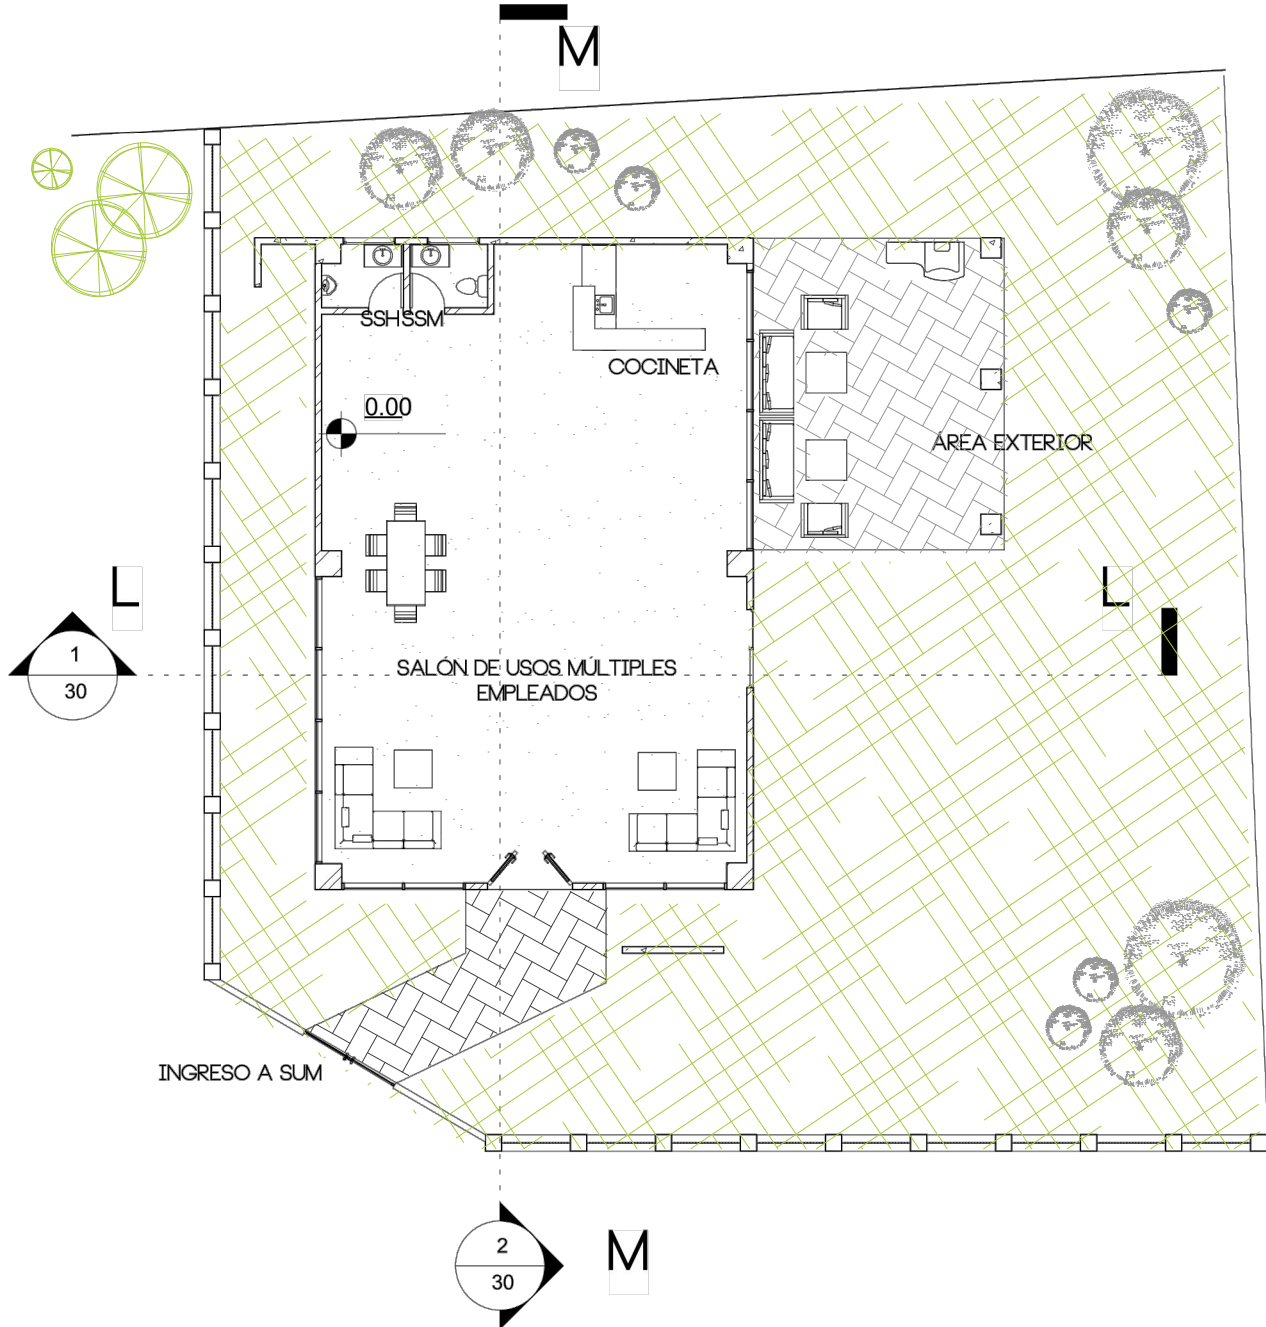 M
SSHSSM
COCINETA
0.00
ÁREA EXTERIOR
L
L
1
30
SALÓN DE USOS MÚLTIPLES
EMPLEADOS
INGRESO A SUM
2
30
M